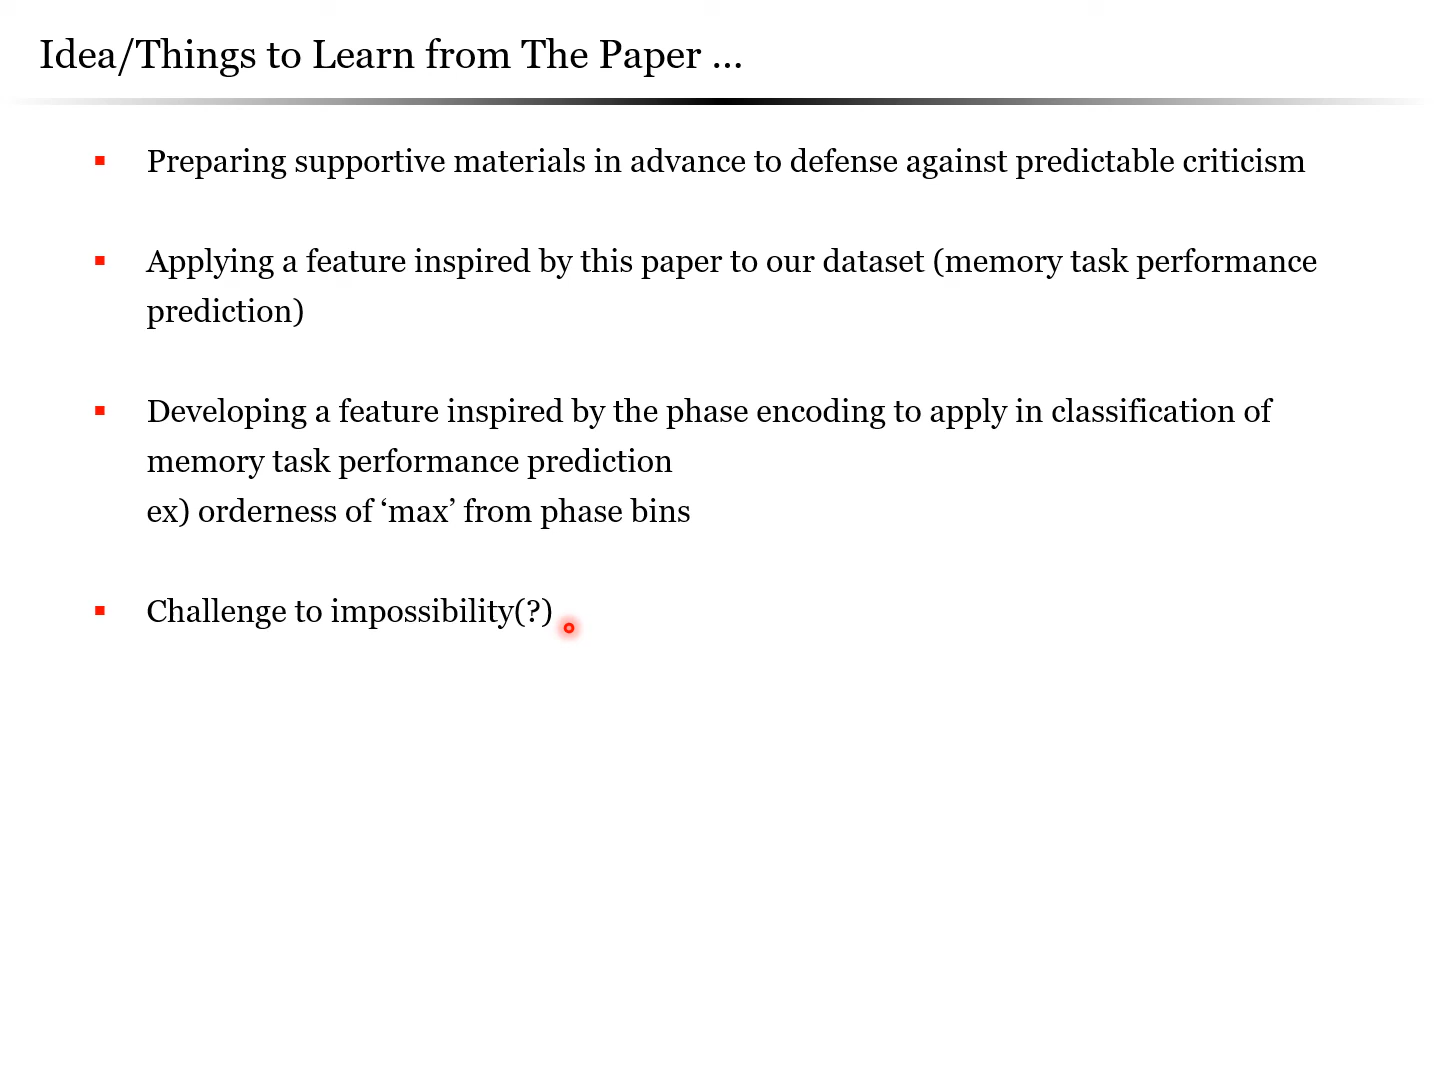 Idea/Things to Learn from The Paper ...
Preparing supportive materials in advance to defense against predictable criticism
Applying a feature inspired by this paper to our dataset (memory task performance
prediction)
Developing a feature inspired by the phase encoding to apply in classification of
memory task performance prediction
ex) orderness of ‘max’ from phase bins
Challenge to impossibility(?)